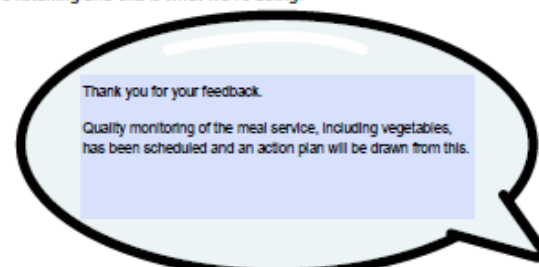 Thank you for your feedback.
Quality monitoring of the meal service, including vegetables,
has been scheduled and an action plan will be drawn from this.